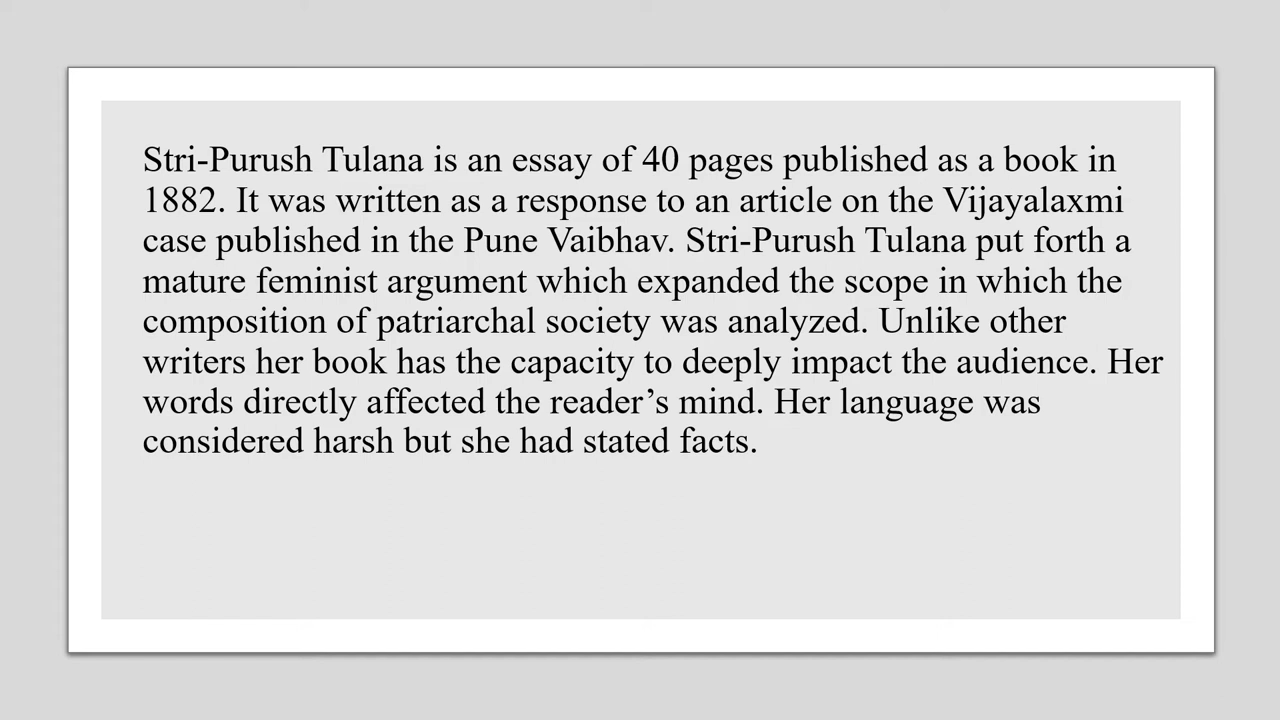 Stri-Purush Tulana is an essay of 40 pages published as a book in
1882. It was written as a response to an article on the Vijayalaxmi
case published in the Pune Vaibhav. Stri-Purush Tulana put forth a
mature feminist argument which expanded the scope in which the
composition of patriarchal society was analyzed. Unlike other
writers her book has the capacity to deeply impact the audience. Her
words directly affected the reader’s mind. Her language was
considered harsh but she had stated facts.